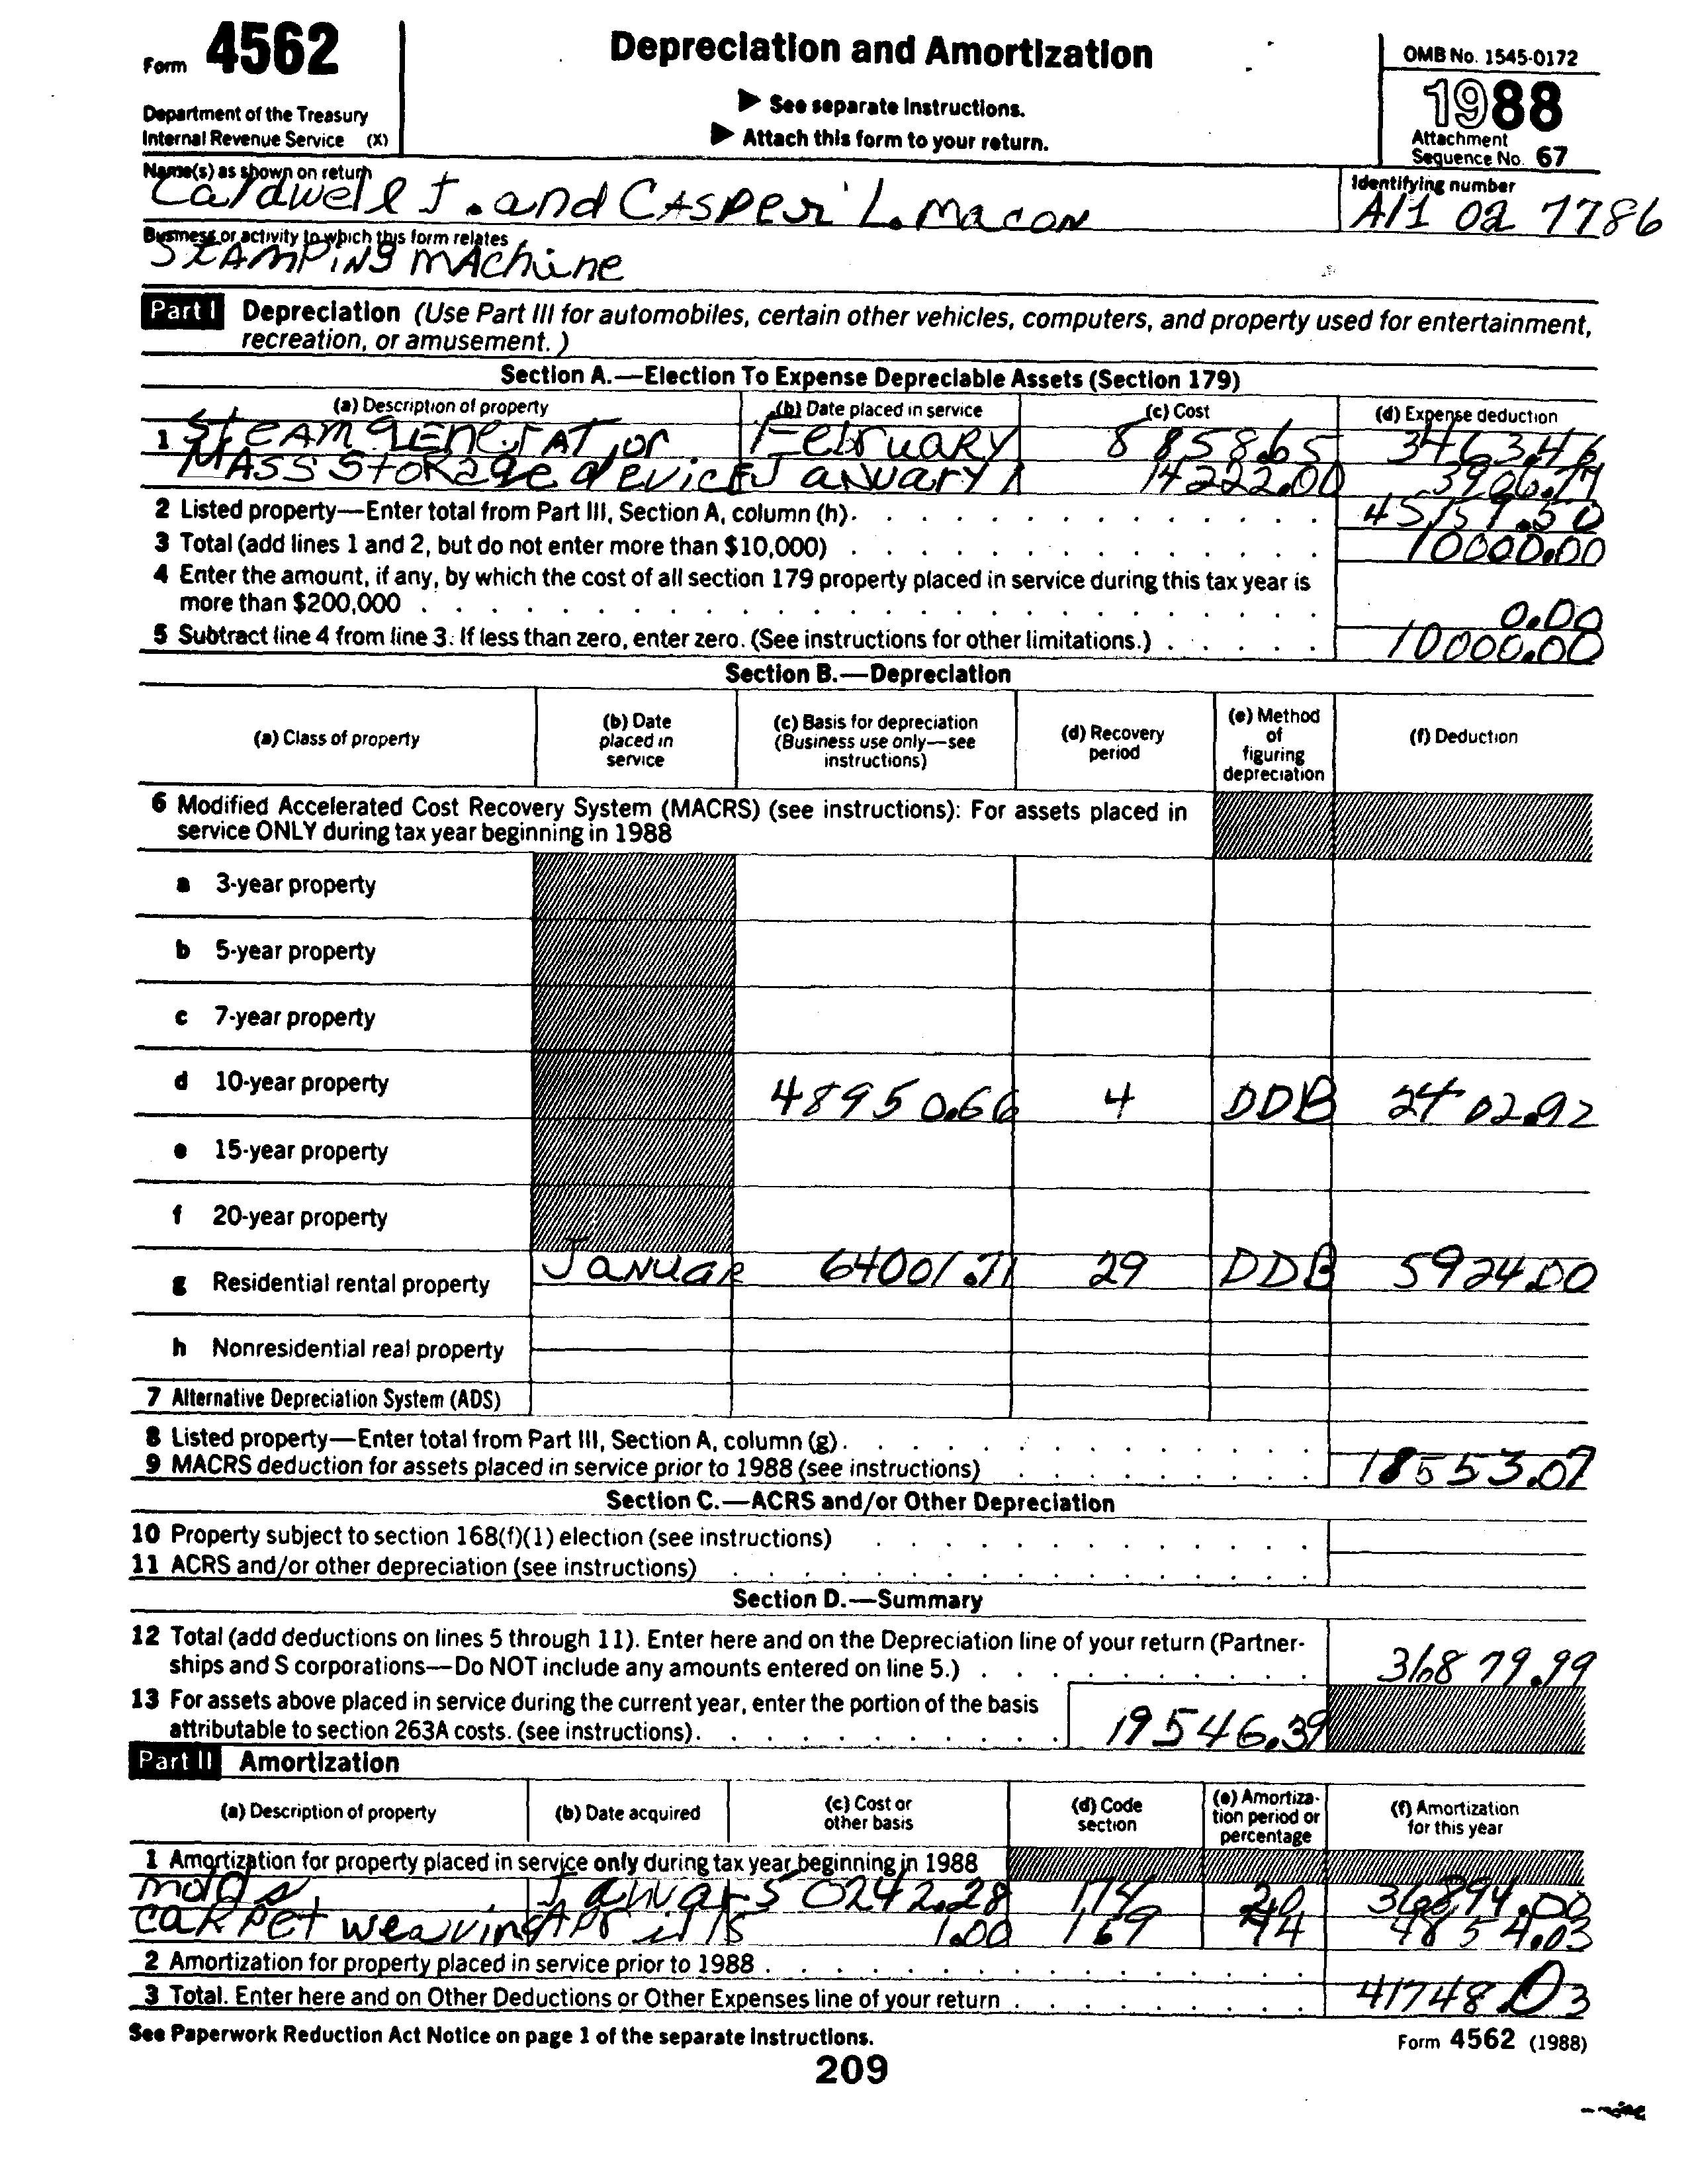 Form 4562
Department of the Treasury
Internal Revenue Service (X)
Depreciation and Amortization
► See separate Instructions.
► Attach this form to your return.
OMB No. 1545-0172
1988
Attachment
Sequence No. 67
Name(s) as shown on return
Caldwell J. and Casper L. Macon
Identifying number
A11 02 7786
Business or activity to which this form relates
Stamping Machine
Part I Depreciation (Use Part III for automobiles, certain other vehicles, computers, and property used for entertainment,
recreation, or amusement.)
Section A.—Election To Expense Depreciable Assets (Section 179)
(a) Description of property (b) Date placed in service (c) Cost (d) Expense deduction
1 Steam generator February 8858.65 3463.46
Mass storage device January 1 14222.00
2 Listed property—Enter total from Part III, Section A, column (h).
3 Total (add lines 1 and 2, but do not enter more than $10,000) 10000.00
4 Enter the amount, if any, by which the cost of all section 179 property placed in service during this tax year is
more than $200,000 0.00
5 Subtract line 4 from line 3. If less than zero, enter zero. (See instructions for other limitations.) 10000.00
Section B.—Depreciation
(a) Class of property (b) Date placed in service (c) Basis for depreciation (Business use only—see instructions) (d) Recovery period (e) Method of figuring depreciation (f) Deduction
6 Modified Accelerated Cost Recovery System (MACRS) (see instructions): For assets placed in
service ONLY during tax year beginning in 1988
a 3-year property
b 5-year property
c 7-year property
d 10-year property 48950.66 4 DDB 2402.92
e 15-year property
f 20-year property
g Residential rental property Januar 64001.71 29 DDB 5924.00
h Nonresidential real property
7 Alternative Depreciation System (ADS)
8 Listed property—Enter total from Part III, Section A, column (g).
9 MACRS deduction for assets placed in service prior to 1988 (see instructions) 18553.07
Section C.—ACRS and/or Other Depreciation
10 Property subject to section 168(f)(1) election (see instructions)
11 ACRS and/or other depreciation (see instructions)
Section D.—Summary
12 Total (add deductions on lines 5 through 11). Enter here and on the Depreciation line of your return (Partner-
ships and S corporations—Do NOT include any amounts entered on line 5.) 36879.99
13 For assets above placed in service during the current year, enter the portion of the basis
attributable to section 263A costs. (see instructions). 19546.39
Part II Amortization
(a) Description of property (b) Date acquired (c) Cost or other basis (d) Code section (e) Amortization period or percentage (f) Amortization for this year
1 Amortization for property placed in service only during tax year beginning in 1988
Januar 50242.28 174 20 36894.00
Carpet weaving April 15 1.00 169 44 4854.03
2 Amortization for property placed in service prior to 1988
3 Total. Enter here and on Other Deductions or Other Expenses line of your return 41748.03
See Paperwork Reduction Act Notice on page 1 of the separate Instructions.
Form 4562 (1988)
209